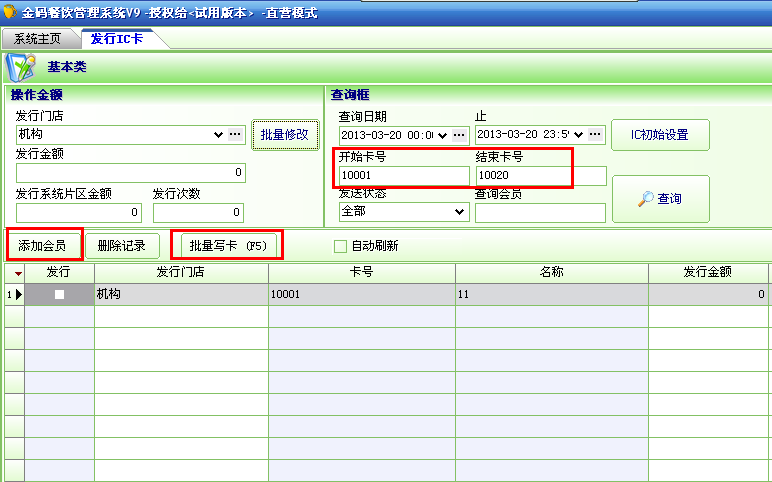 金码餐饮管理系统V9 -授权给<试用版本> -直营模式
系统主页 发行IC卡
基本类
操作金额 查询框
发行门店 查询日期 止
机构 批量修改 2013-03-20 00:0 2013-03-20 23:5 IC初始设置
发行金额 开始卡号 结束卡号
0 10001 10020
发行系统片区金额 发行次数 发送状态 查询会员 查询
0 0 全部
添加会员 删除记录 批量写卡 (F5) 自动刷新
发行 发行门店 卡号 名称 发行金额
1 机构 10001 11 0